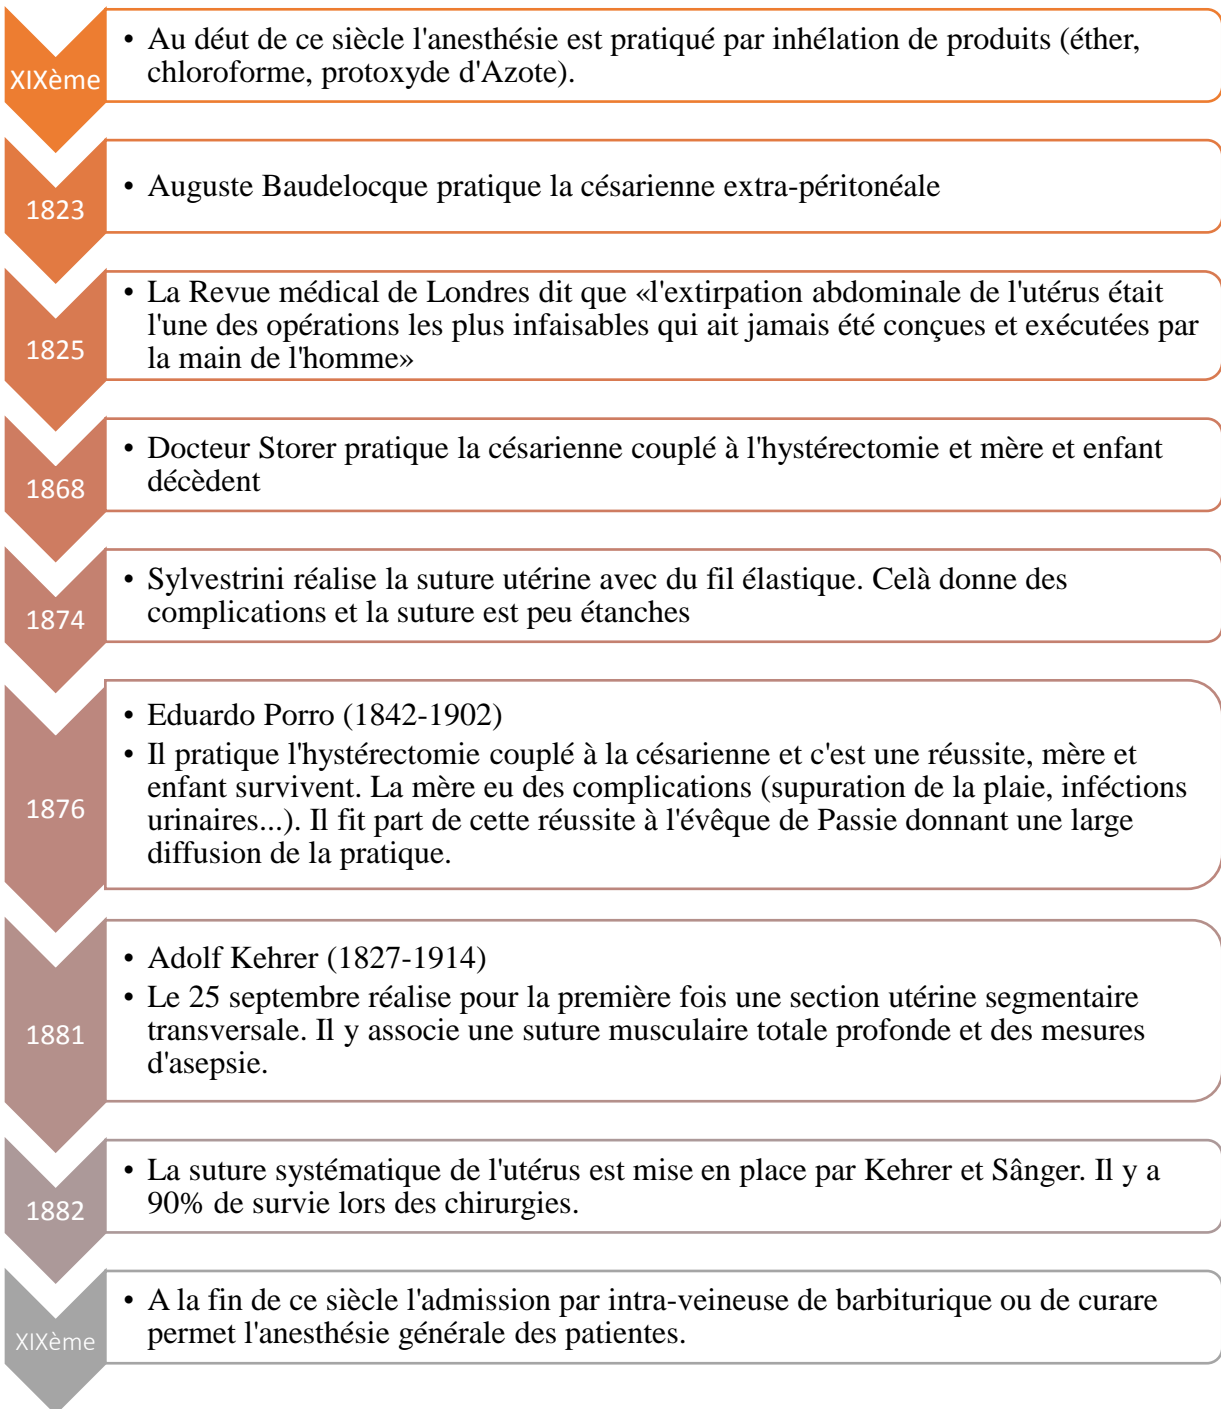 XIXème
• Au déut de ce siècle l'anesthésie est pratiqué par inhélation de produits (éther,
chloroforme, protoxyde d'Azote).
1823
• Auguste Baudelocque pratique la césarienne extra-péritonéale
1825
• La Revue médical de Londres dit que «l'extirpation abdominale de l'utérus était
l'une des opérations les plus infaisables qui ait jamais été conçues et exécutées par
la main de l'homme»
1868
• Docteur Storer pratique la césarienne couplé à l'hystérectomie et mère et enfant
décèdent
1874
• Sylvestrini réalise la suture utérine avec du fil élastique. Celà donne des
complications et la suture est peu étanches
1876
• Eduardo Porro (1842-1902)
• Il pratique l'hystérectomie couplé à la césarienne et c'est une réussite, mère et
enfant survivent. La mère eu des complications (supuration de la plaie, inféctions
urinaires...). Il fit part de cette réussite à l'évêque de Passie donnant une large
diffusion de la pratique.
1881
• Adolf Kehrer (1827-1914)
• Le 25 septembre réalise pour la première fois une section utérine segmentaire
transversale. Il y associe une suture musculaire totale profonde et des mesures
d'asepsie.
1882
• La suture systématique de l'utérus est mise en place par Kehrer et Sânger. Il y a
90% de survie lors des chirurgies.
XIXème
• A la fin de ce siècle l'admission par intra-veineuse de barbiturique ou de curare
permet l'anesthésie générale des patientes.